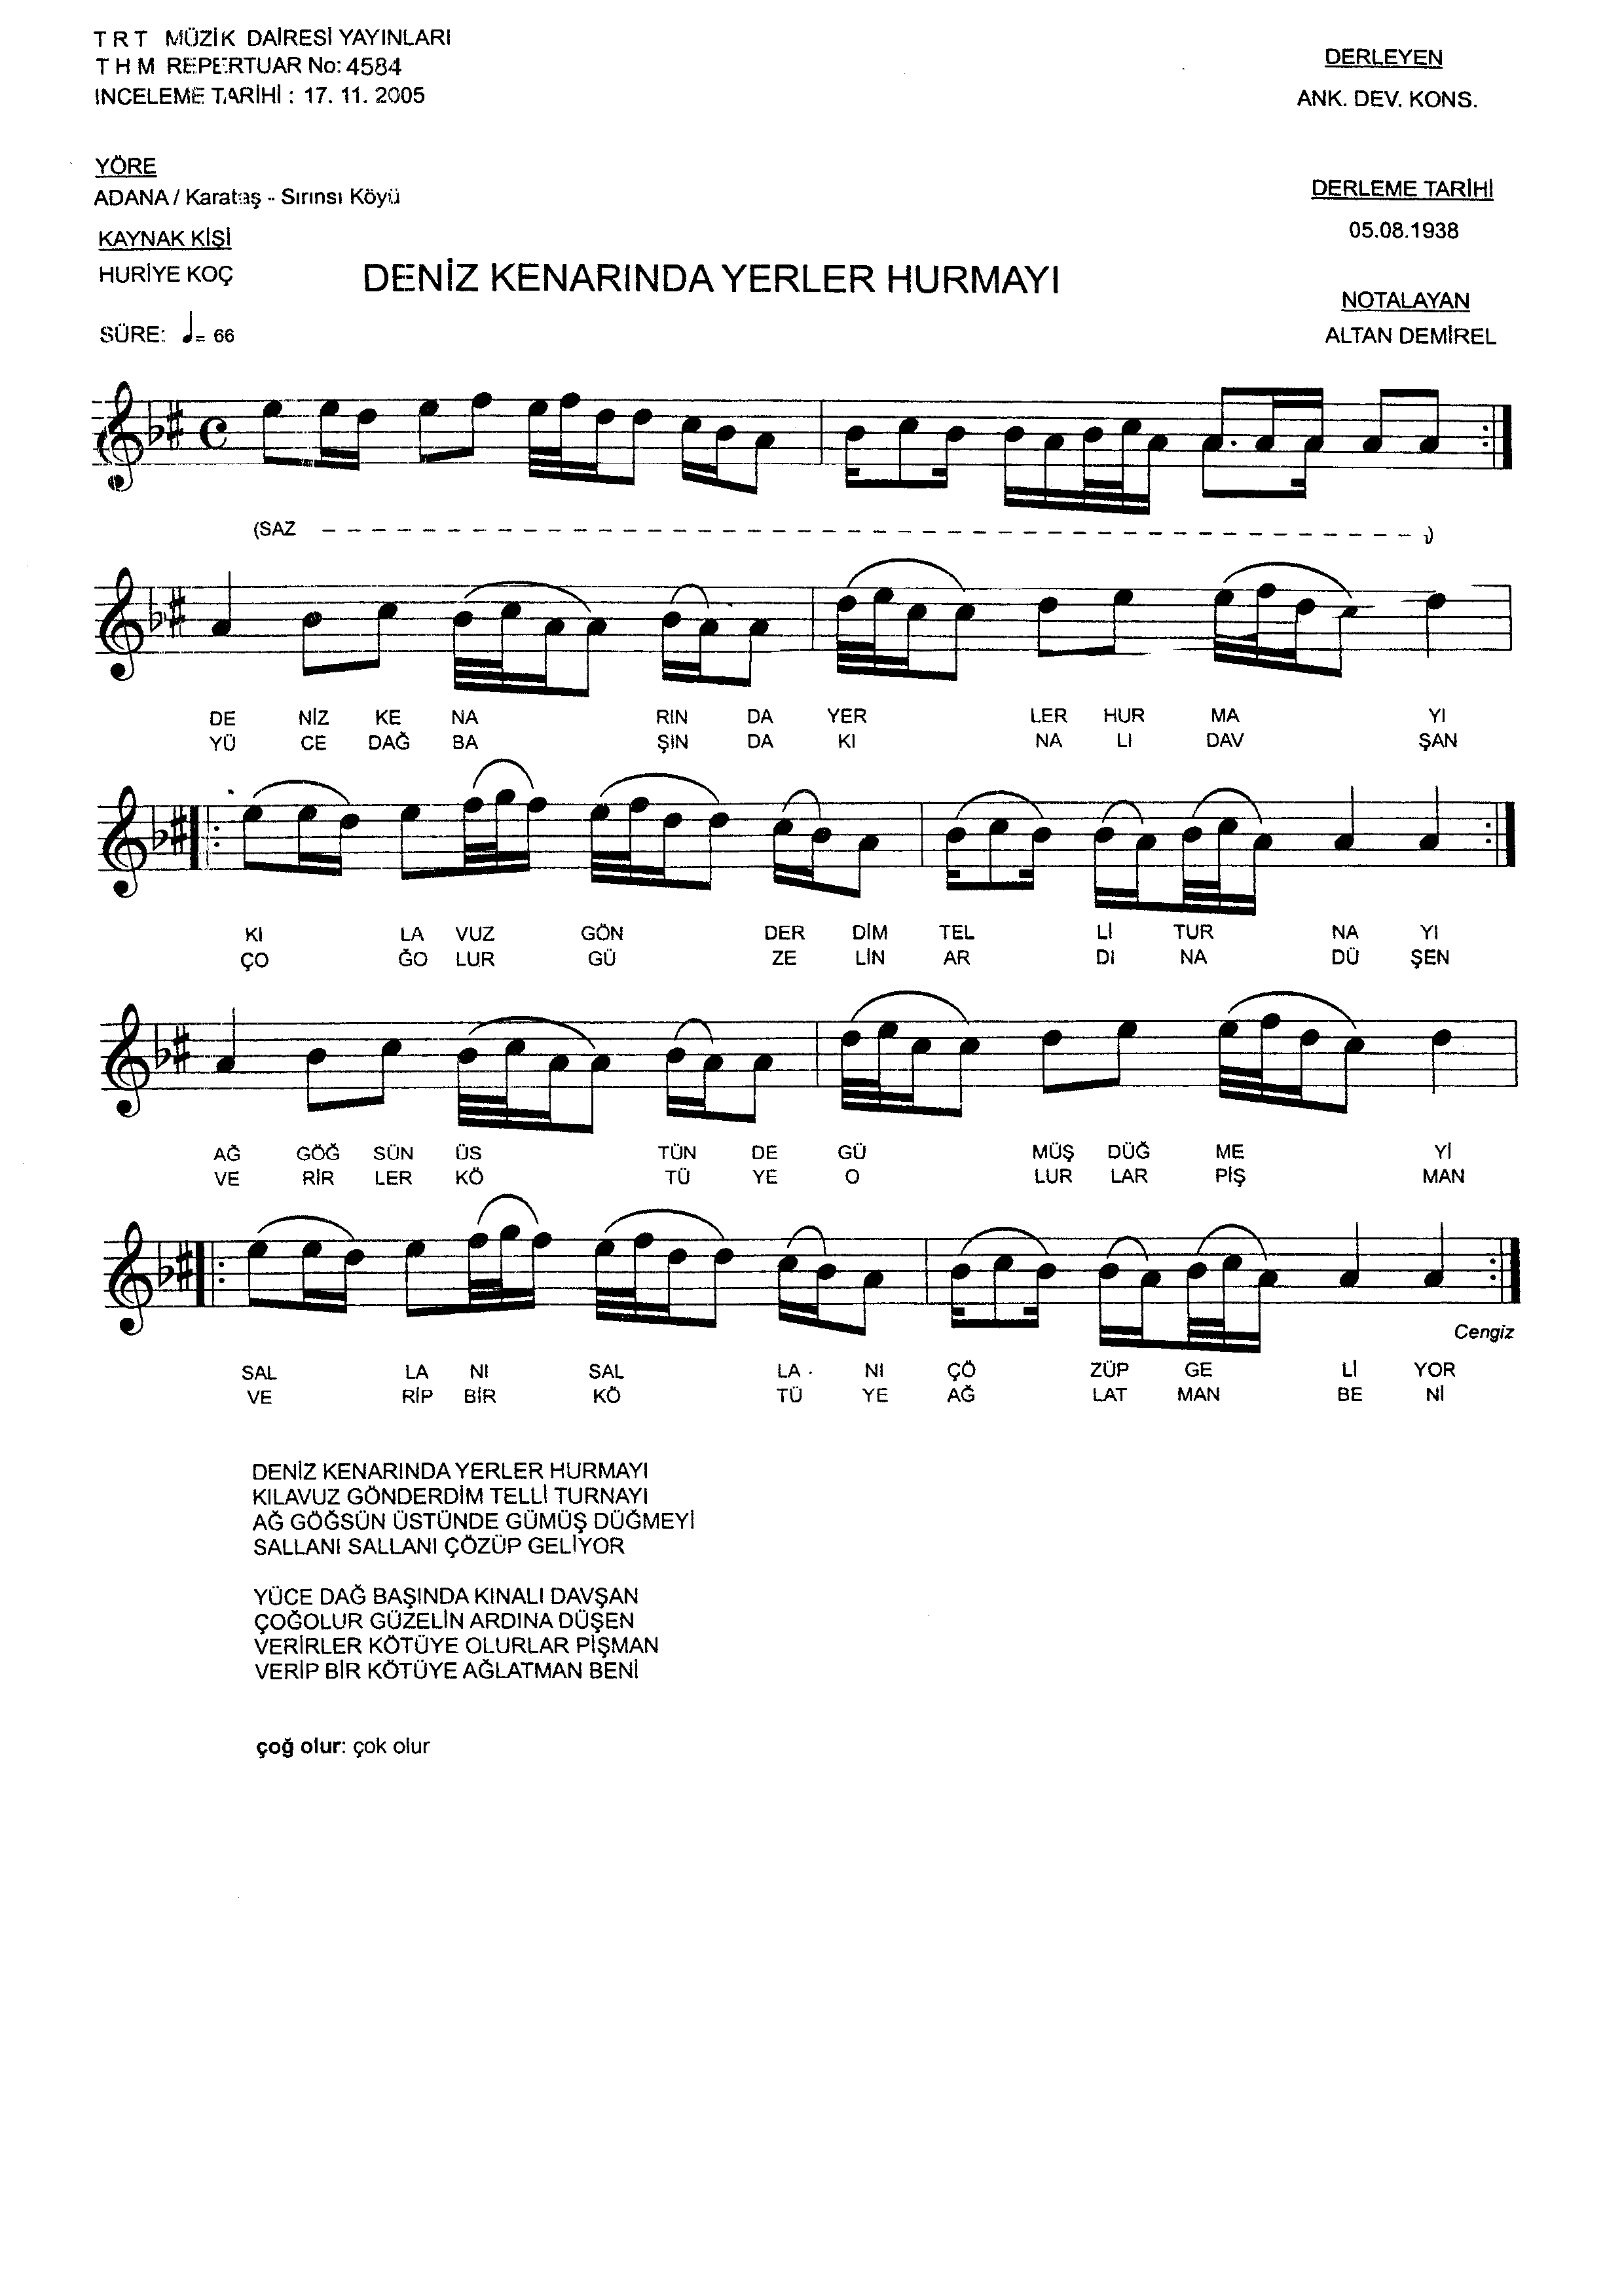 TRT MÜZİK DAİRESİ YAYINLARI
THM REPERTUAR No: 4584
INCELEME TARİHİ : 17. 11. 2005
DERLEYEN
ANK. DEV. KONS.
YÖRE
ADANA / Karataş - Sırınsı Köyü
DERLEME TARİHİ
05.08.1938
KAYNAK KİŞİ
HURİYE KOÇ
DENİZ KENARINDA YERLER HURMAYI
NOTALAYAN
ALTAN DEMİREL
SÜRE: ♩= 66
(SAZ - - - - - - - - - - - - - - - - - - - - )
DE NİZ KE NA RIN DA YER LER HUR MA YI
YÜ CE DAĞ BA ŞIN DA KI NA LI DAV ŞAN
KI LA VUZ GÖN DER DİM TEL Lİ TUR NA YI
ÇO ĞO LUR GÜ ZE LİN AR DI NA DÜ ŞEN
AĞ GÖĞ SÜN ÜS TÜN DE GÜ MÜŞ DÜĞ ME Yİ
VE RİR LER KÖ TÜ YE O LUR LAR PİŞ MAN
Cengiz
SAL LA NI SAL LA NI ÇÖ ZÜP GE Lİ YOR
VE RİP BİR KÖ TÜ YE AĞ LAT MAN BE Nİ
DENİZ KENARINDA YERLER HURMAYI
KILAVUZ GÖNDERDİM TELLİ TURNAYI
AĞ GÖĞSÜN ÜSTÜNDE GÜMÜŞ DÜĞMEYİ
SALLANI SALLANI ÇÖZÜP GELİYOR
YÜCE DAĞ BAŞINDA KINALI DAVŞAN
ÇOĞOLUR GÜZELİN ARDINA DÜŞEN
VERİRLER KÖTÜYE OLURLAR PİŞMAN
VERİP BİR KÖTÜYE AĞLATMAN BENİ
çoğ olur: çok olur